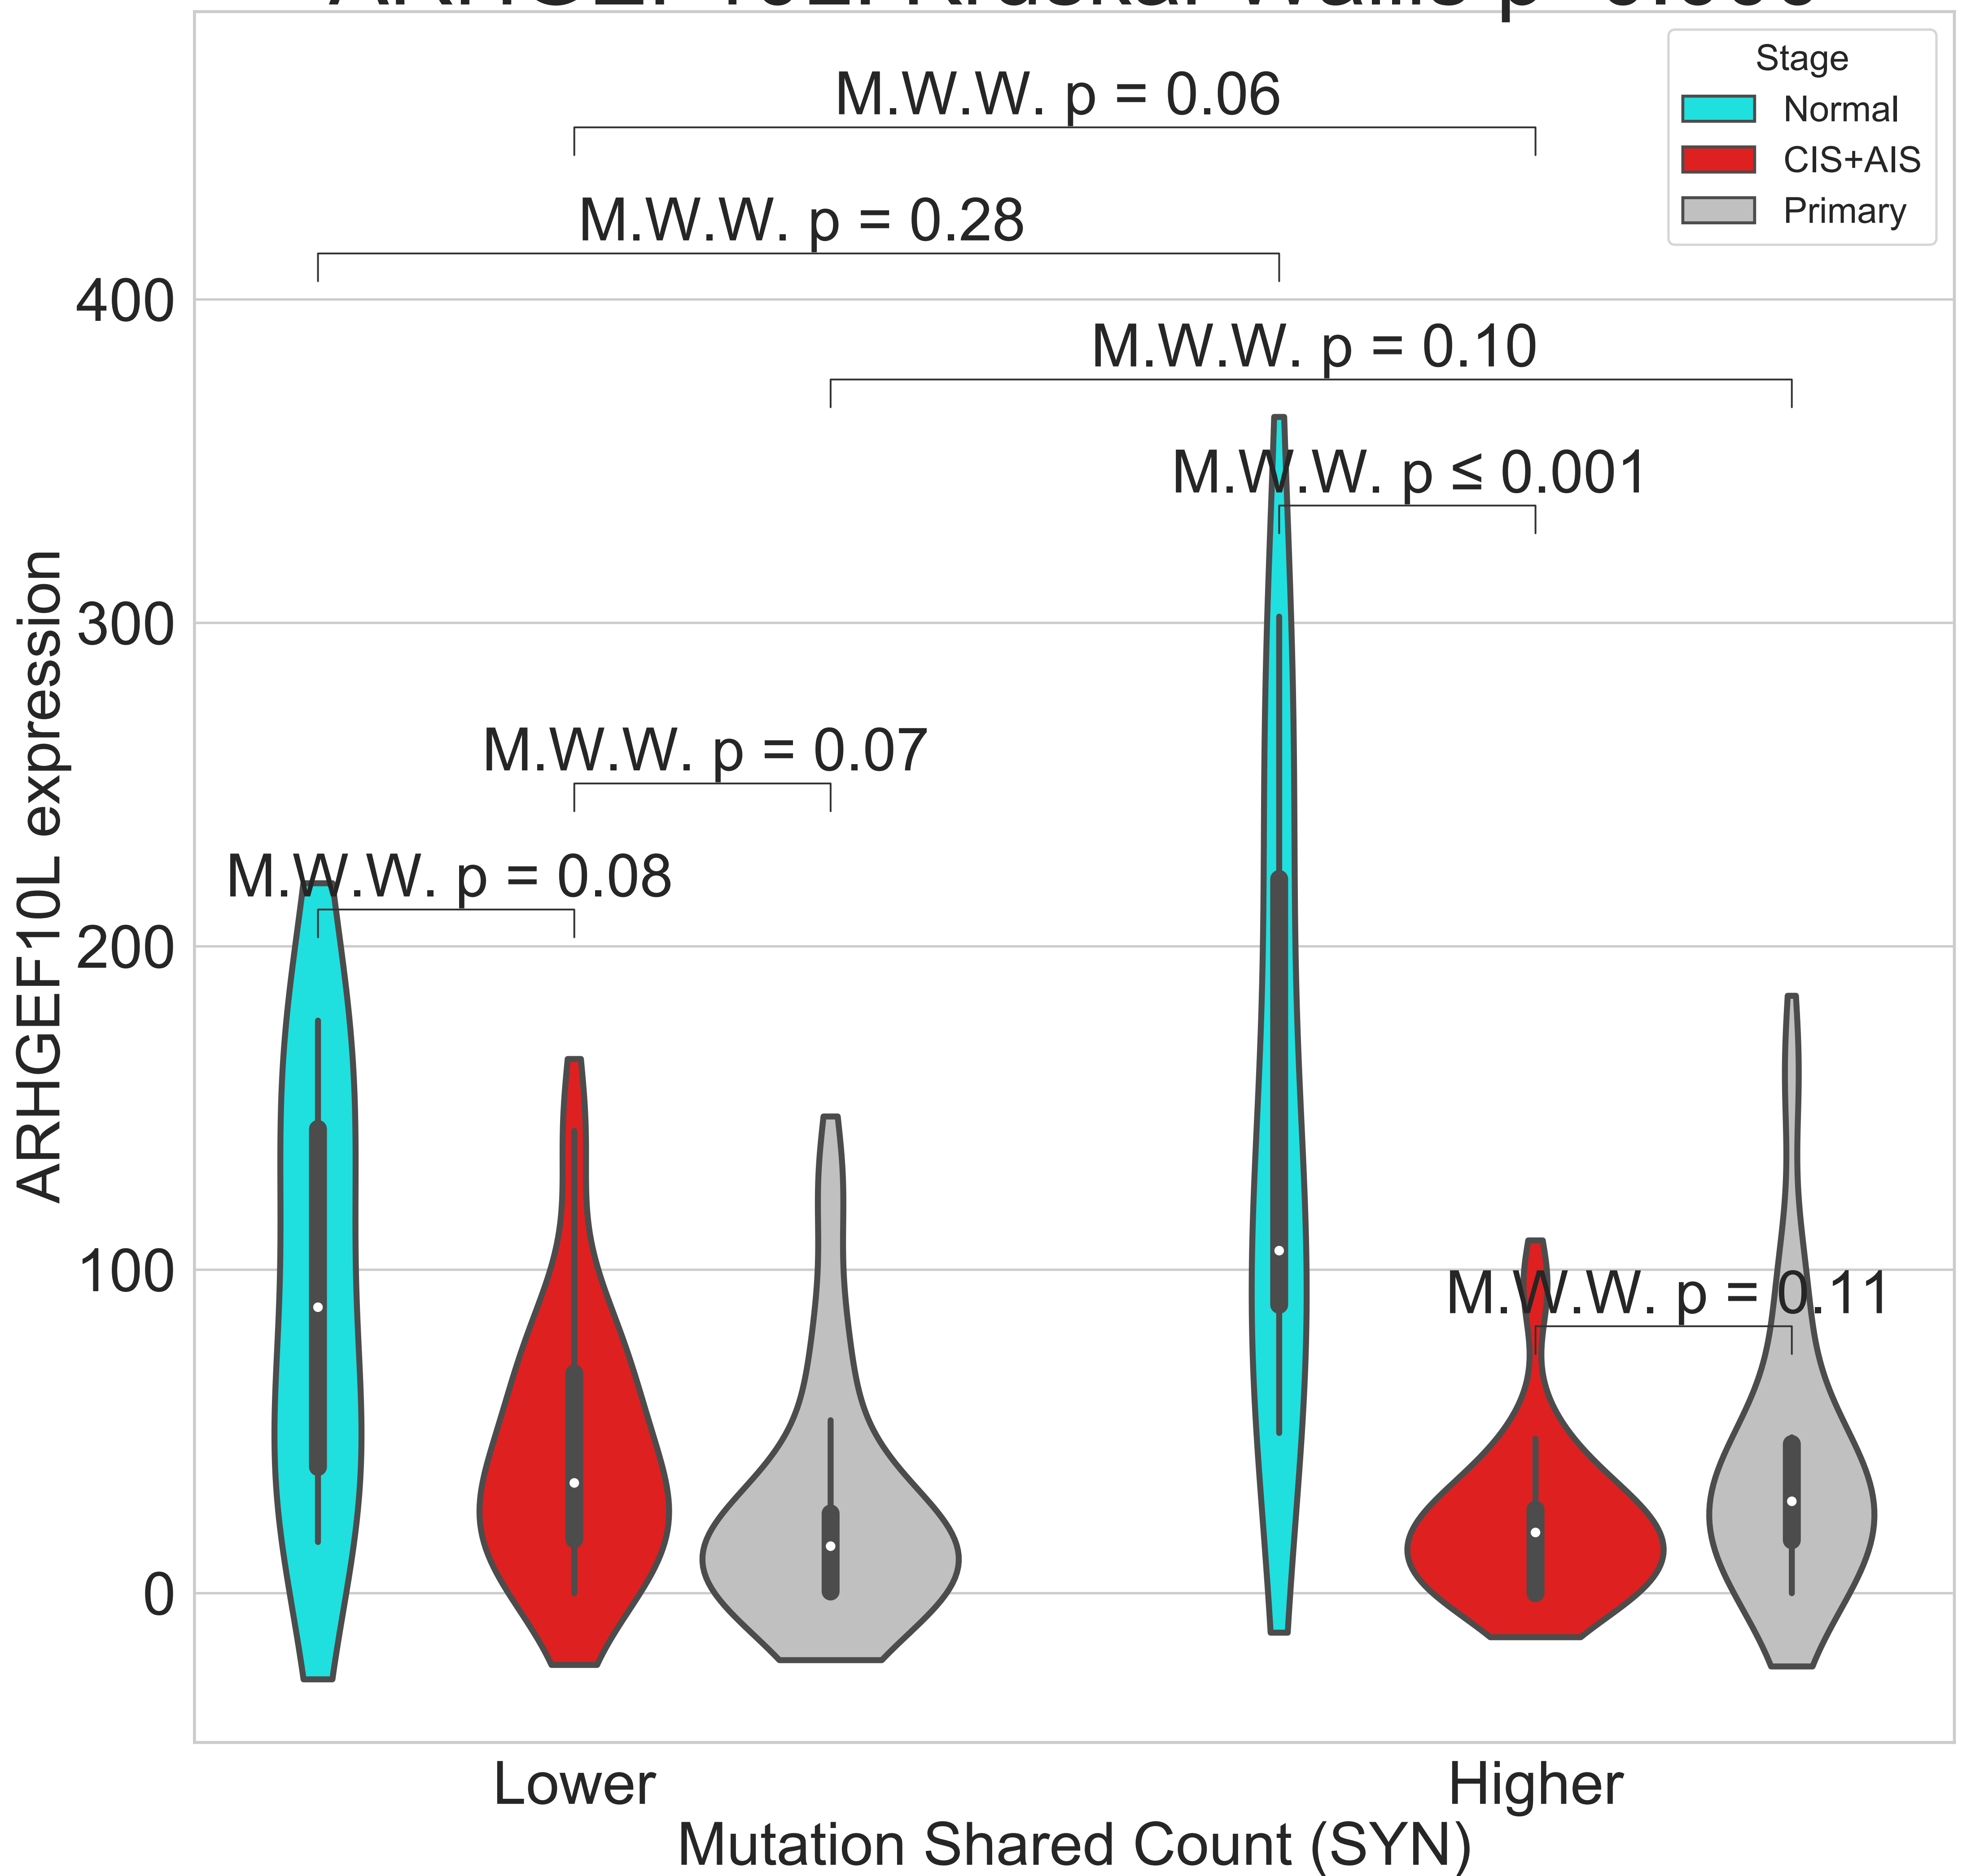 Stage
Normal
CIS+AIS
Primary
M.W.W. p = 0.06
M.W.W. p = 0.28
M.W.W. p = 0.10
M.W.W. p ≤ 0.001
M.W.W. p = 0.07
M.W.W. p = 0.08
M.W.W. p = 0.11
ARHGEF10L expression
400
300
200
100
0
Lower
Higher
Mutation Shared Count (SYN)